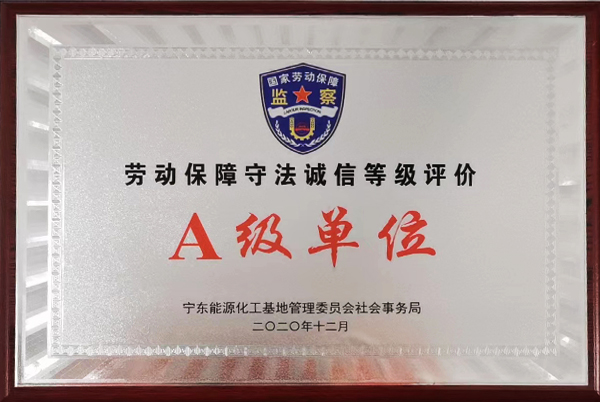 国家劳动保障
监 察
LABOUR INSPECTION
劳动保障守法诚信等级评价
A级单位
宁东能源化工基地管理委员会社会事务局
二〇二〇年十二月